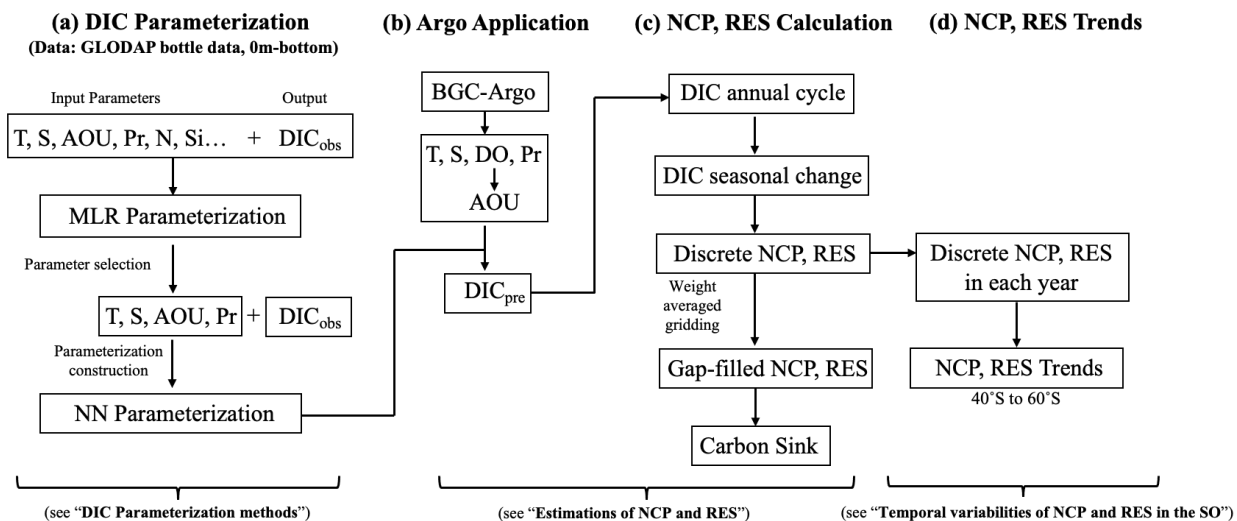 (a) DIC Parameterization
(Data: GLODAP bottle data, 0m-bottom)
Input Parameters
Output
T, S, AOU, Pr, N, Si… + DICobs
MLR Parameterization
Parameter selection
T, S, AOU, Pr + DICobs
Parameterization
construction
NN Parameterization
(see “DIC Parameterization methods”)
(b) Argo Application
BGC-Argo
T, S, DO, Pr
AOU
DICpre
(c) NCP, RES Calculation
DIC annual cycle
DIC seasonal change
Discrete NCP, RES
Weight
averaged
gridding
Gap-filled NCP, RES
Carbon Sink
(see “Estimations of NCP and RES”)
(d) NCP, RES Trends
Discrete NCP, RES
in each year
NCP, RES Trends
40˚S to 60˚S
(see “Temporal variabilities of NCP and RES in the SO”)